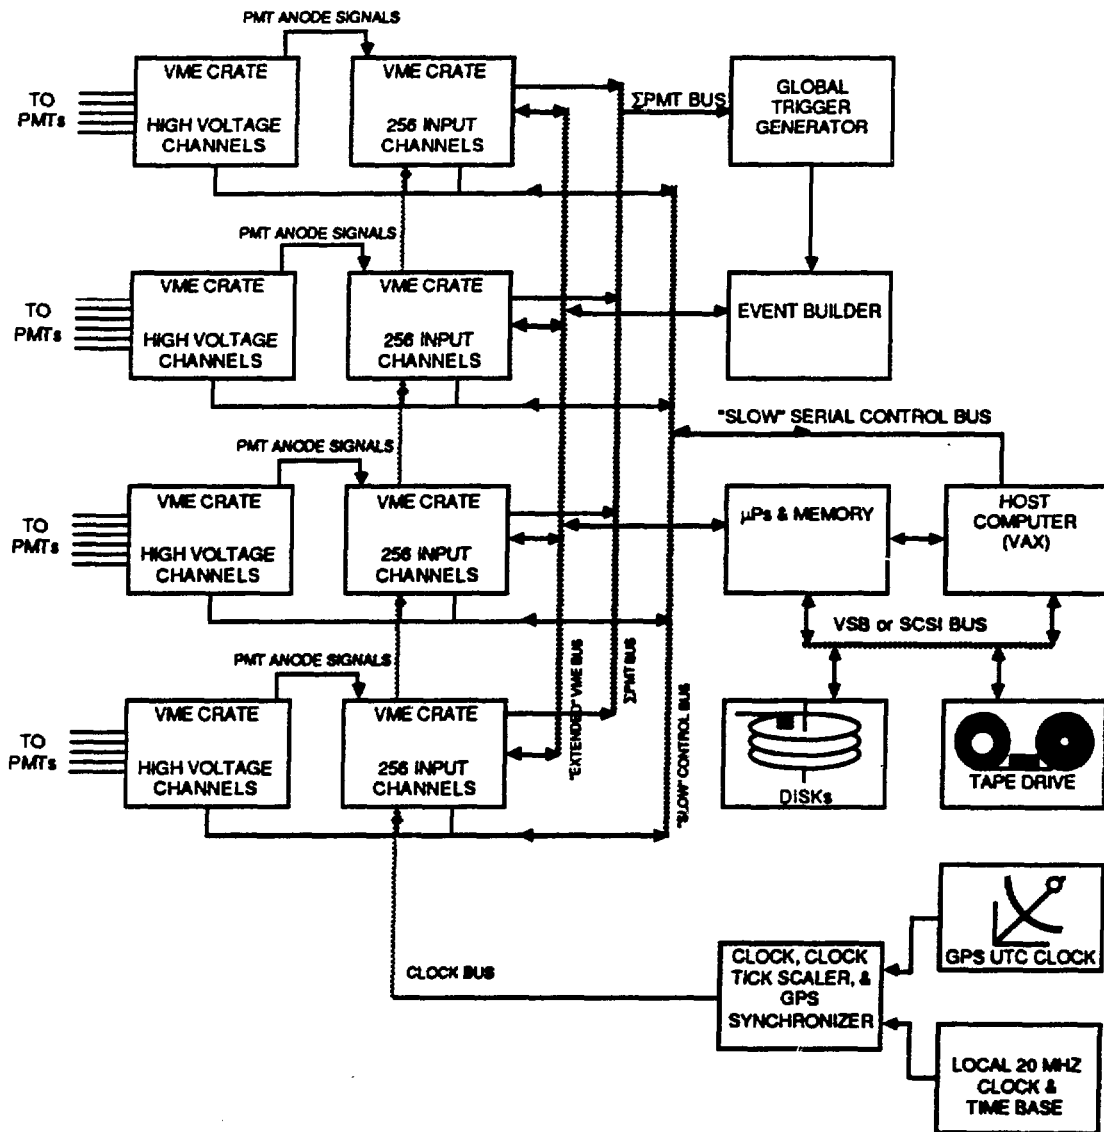 PMT ANODE SIGNALS
VME CRATE
HIGH VOLTAGE
CHANNELS
TO
PMTs
VME CRATE
256 INPUT
CHANNELS
ΣPMT BUS
GLOBAL
TRIGGER
GENERATOR
PMT ANODE SIGNALS
VME CRATE
HIGH VOLTAGE
CHANNELS
TO
PMTs
VME CRATE
256 INPUT
CHANNELS
EVENT BUILDER
"SLOW" SERIAL CONTROL BUS
PMT ANODE SIGNALS
VME CRATE
HIGH VOLTAGE
CHANNELS
TO
PMTs
VME CRATE
256 INPUT
CHANNELS
μPs & MEMORY
HOST
COMPUTER
(VAX)
VSB or SCSI BUS
PMT ANODE SIGNALS
VME CRATE
HIGH VOLTAGE
CHANNELS
TO
PMTs
VME CRATE
256 INPUT
CHANNELS
"EXTENDED" VME BUS
ΣPMT BUS
"SLOW" CONTROL BUS
DISKs
TAPE DRIVE
CLOCK BUS
CLOCK, CLOCK
TICK SCALER, &
GPS
SYNCHRONIZER
GPS UTC CLOCK
LOCAL 20 MHZ
CLOCK &
TIME BASE